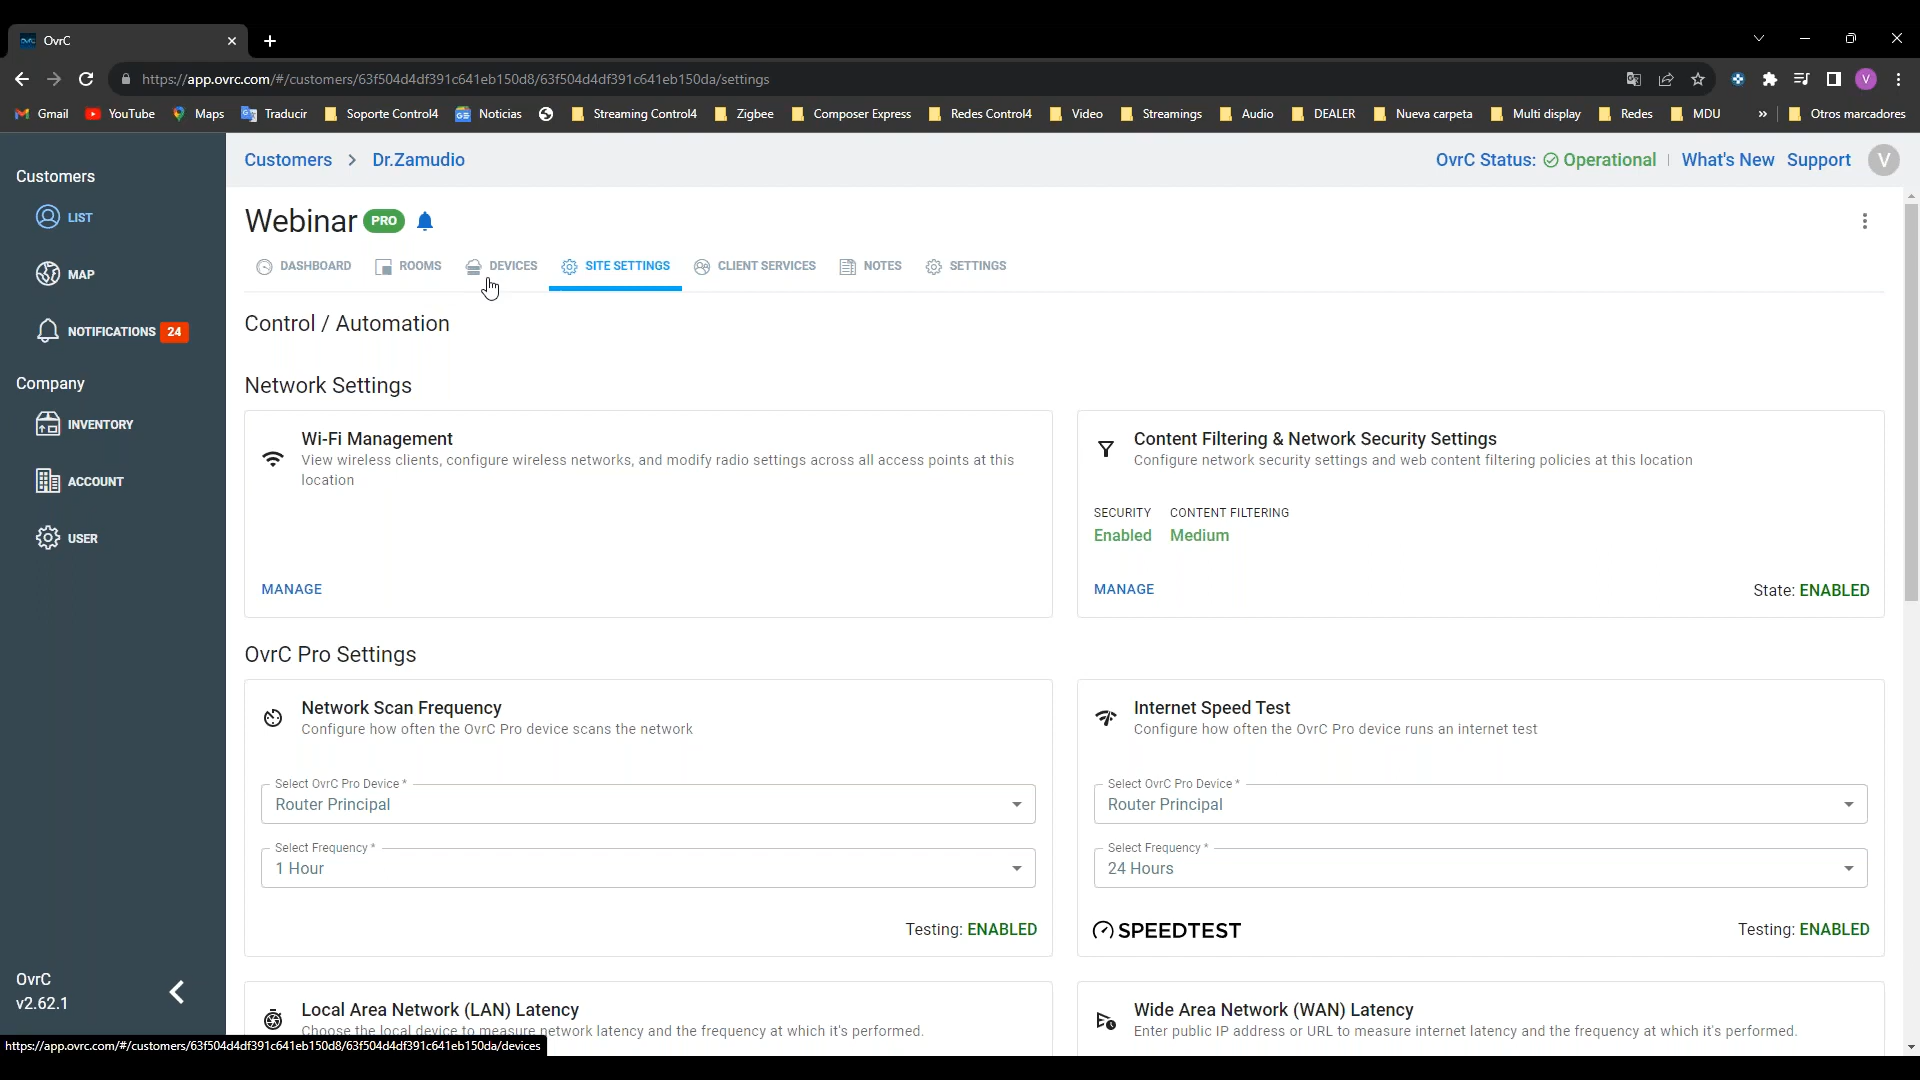 OvrC
https://app.ovrc.com/#/customers/63f504d4df391c641eb150d8/63f504d4df391c641eb150da/settings
V
Gmail YouTube Maps Traducir Soporte Control4 Noticias Streaming Control4 Zigbee Composer Express Redes Control4 Video Streamings Audio DEALER Nueva carpeta Multi display Redes MDU » Otros marcadores
Customers > Dr.Zamudio
OvrC Status: Operational | What's New Support V
Customers
LIST
MAP
NOTIFICATIONS 24
Company
INVENTORY
ACCOUNT
USER
OvrC
v2.62.1
Webinar PRO
DASHBOARD ROOMS DEVICES SITE SETTINGS CLIENT SERVICES NOTES SETTINGS
Control / Automation
Network Settings
Wi-Fi Management
View wireless clients, configure wireless networks, and modify radio settings across all access points at this
location
MANAGE
Content Filtering & Network Security Settings
Configure network security settings and web content filtering policies at this location
SECURITY CONTENT FILTERING
Enabled Medium
MANAGE
State: ENABLED
OvrC Pro Settings
Network Scan Frequency
Configure how often the OvrC Pro device scans the network
Select OvrC Pro Device *
Router Principal
Select Frequency *
1 Hour
Testing: ENABLED
Internet Speed Test
Configure how often the OvrC Pro device runs an internet test
Select OvrC Pro Device *
Router Principal
Select Frequency *
24 Hours
SPEEDTEST
Testing: ENABLED
Local Area Network (LAN) Latency
Choose the local device to measure network latency and the frequency at which it's performed.
Wide Area Network (WAN) Latency
Enter public IP address or URL to measure internet latency and the frequency at which it's performed.
https://app.ovrc.com/#/customers/63f504d4df391c641eb150d8/63f504d4df391c641eb150da/devices